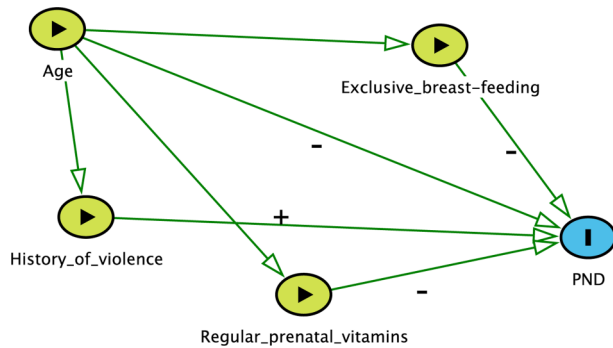 Age
Exclusive_breast-feeding
-
-
+
History_of_violence
PND
-
Regular_prenatal_vitamins